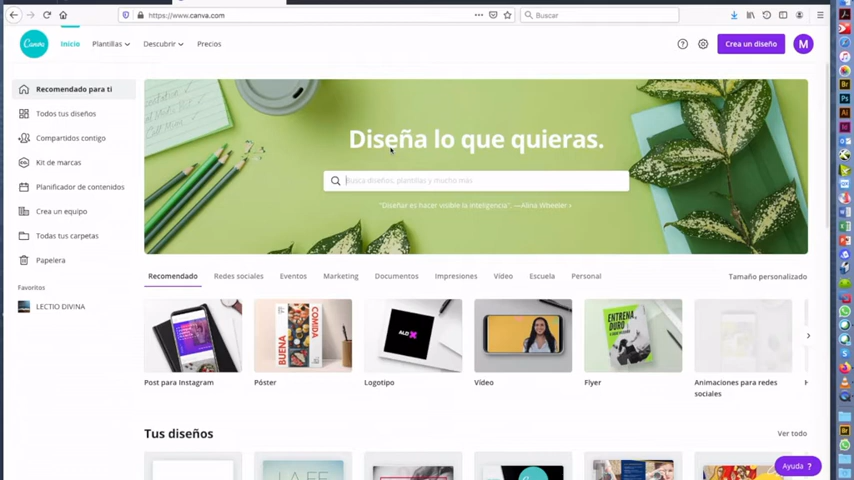 https://www.canva.com
Buscar
Canva
Inicio
Plantillas
Descubrir
Precios
Crea un diseño
M
Recomendado para ti
Todos tus diseños
Compartidos contigo
Kit de marcas
Planificador de contenidos
Crea un equipo
Todas tus carpetas
Papelera
Favoritos
LECTIO DIVINA
Diseña lo que quieras.
Busca diseños, plantillas y mucho más
"Diseñar es hacer visible la inteligencia". —Alina Wheeler
Recomendado
Redes sociales
Eventos
Marketing
Documentos
Impresiones
Vídeo
Escuela
Personal
Tamaño personalizado
BUENA
COMIDA
ALD X
ENTRENA
DURO
Post para Instagram
Póster
Logotipo
Vídeo
Flyer
Animaciones para redes
sociales
Tus diseños
Ver todo
LA FE
Ayuda ?